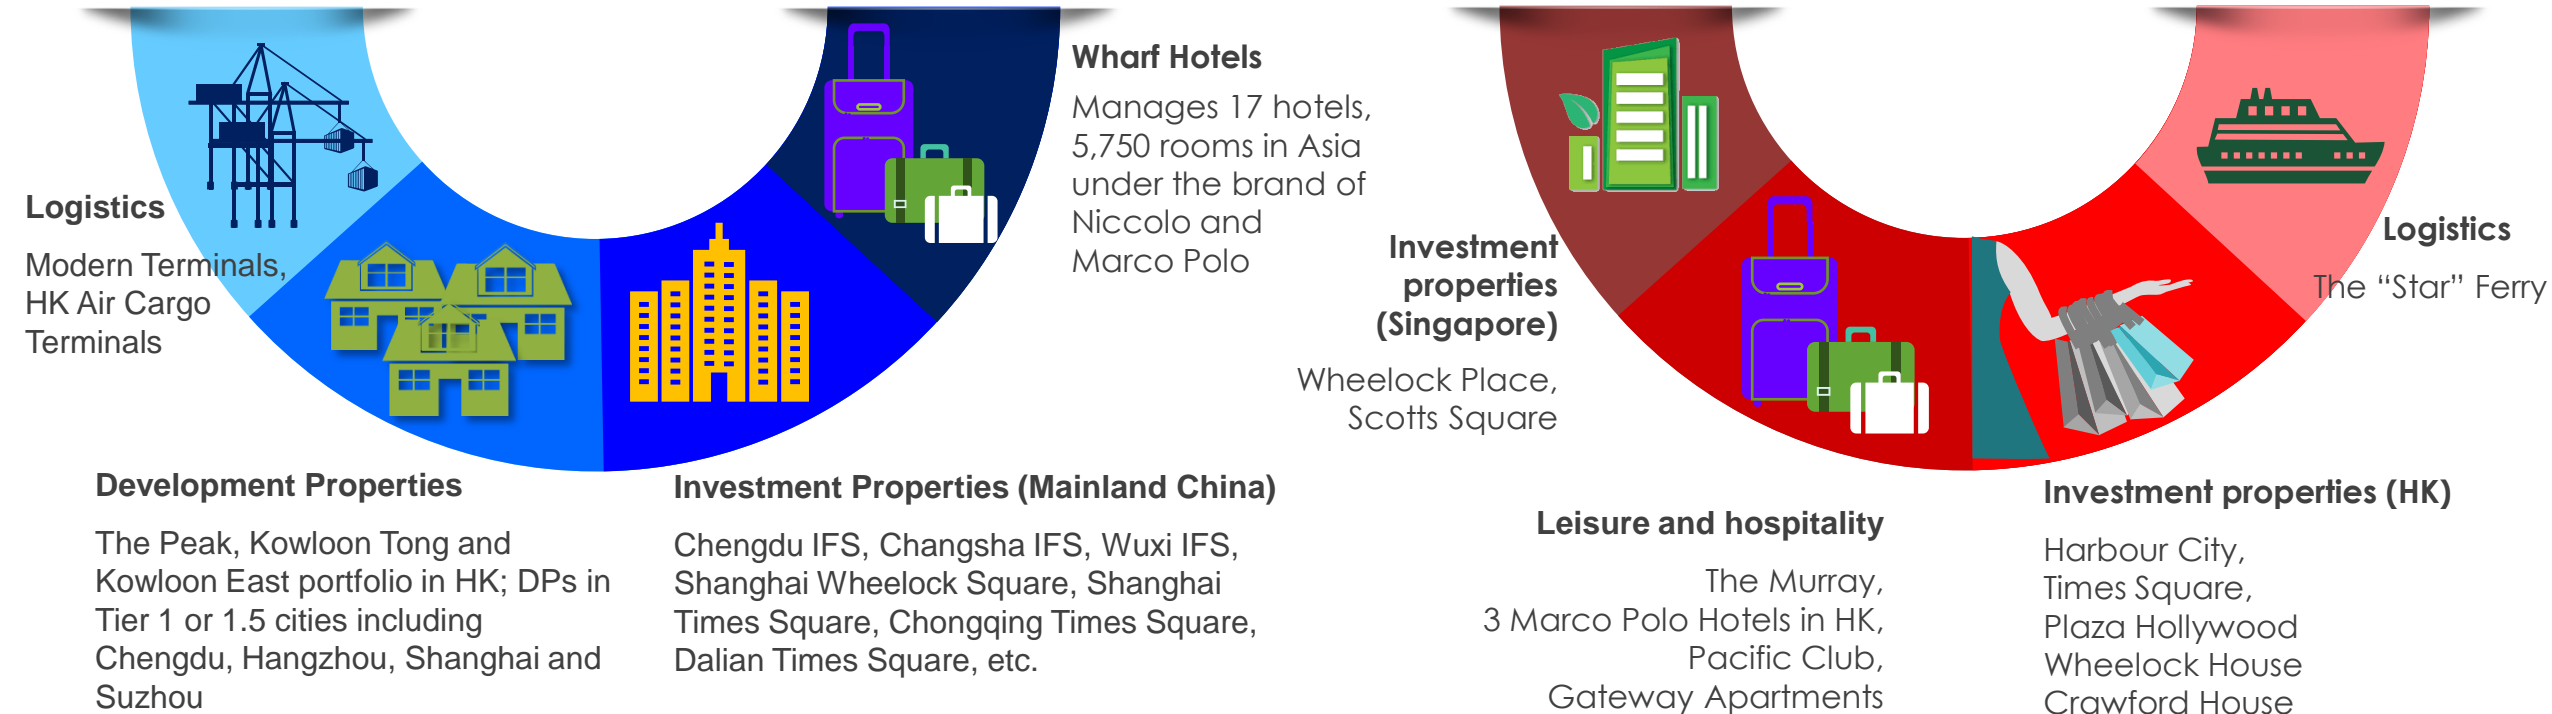 Wharf Hotels
Manages 17 hotels,
5,750 rooms in Asia
under the brand of
Niccolo and
Marco Polo
Logistics
Modern Terminals,
HK Air Cargo
Terminals
Development Properties
The Peak, Kowloon Tong and
Kowloon East portfolio in HK; DPs in
Tier 1 or 1.5 cities including
Chengdu, Hangzhou, Shanghai and
Suzhou
Investment Properties (Mainland China)
Chengdu IFS, Changsha IFS, Wuxi IFS,
Shanghai Wheelock Square, Shanghai
Times Square, Chongqing Times Square,
Dalian Times Square, etc.
Investment
properties
(Singapore)
Wheelock Place,
Scotts Square
Leisure and hospitality
The Murray,
3 Marco Polo Hotels in HK,
Pacific Club,
Gateway Apartments
Logistics
The “Star” Ferry
Investment properties (HK)
Harbour City,
Times Square,
Plaza Hollywood
Wheelock House
Crawford House